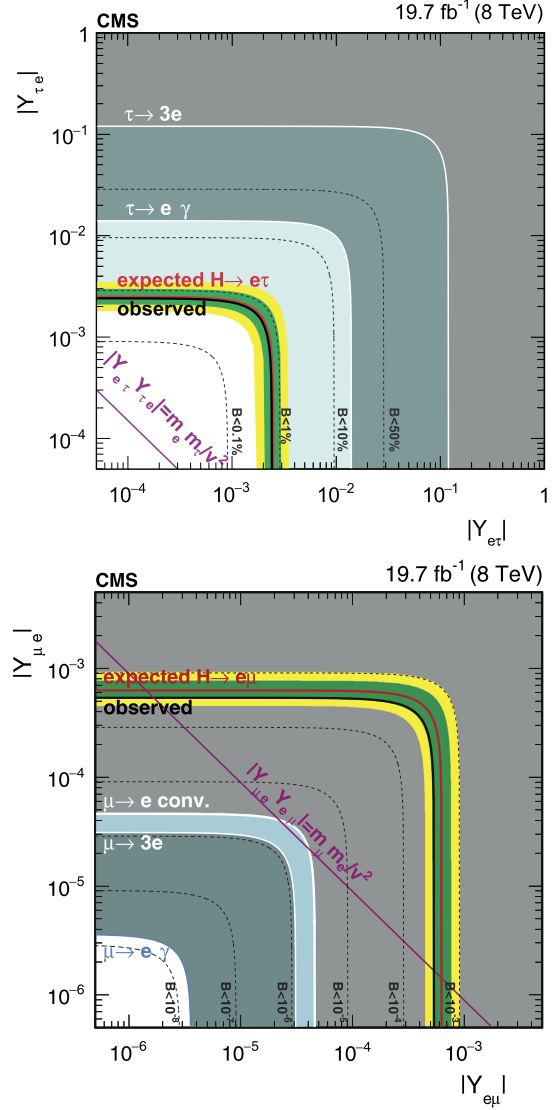 CMS 19.7 fb⁻¹ (8 TeV)
|Y_τe|
1
10⁻¹
10⁻²
10⁻³
10⁻⁴
τ→ 3e
τ→ e γ
expected H→ eτ
observed
|Y_eτ Y_τe|=m_e m_τ/v²
B<0.1%
B<1%
B<10%
B<50%
10⁻⁴ 10⁻³ 10⁻² 10⁻¹ 1
|Y_eτ|
CMS 19.7 fb⁻¹ (8 TeV)
|Y_μe|
10⁻³
10⁻⁴
10⁻⁵
10⁻⁶
expected H→ eμ
observed
|Y_μe Y_eμ|=m_μ m_e/v²
μ→ e conv.
μ→ 3e
μ→ e γ
B<10⁻⁸
B<10⁻⁷
B<10⁻⁶
B<10⁻⁵
B<10⁻⁴
B<10⁻³
10⁻⁶ 10⁻⁵ 10⁻⁴ 10⁻³
|Y_eμ|